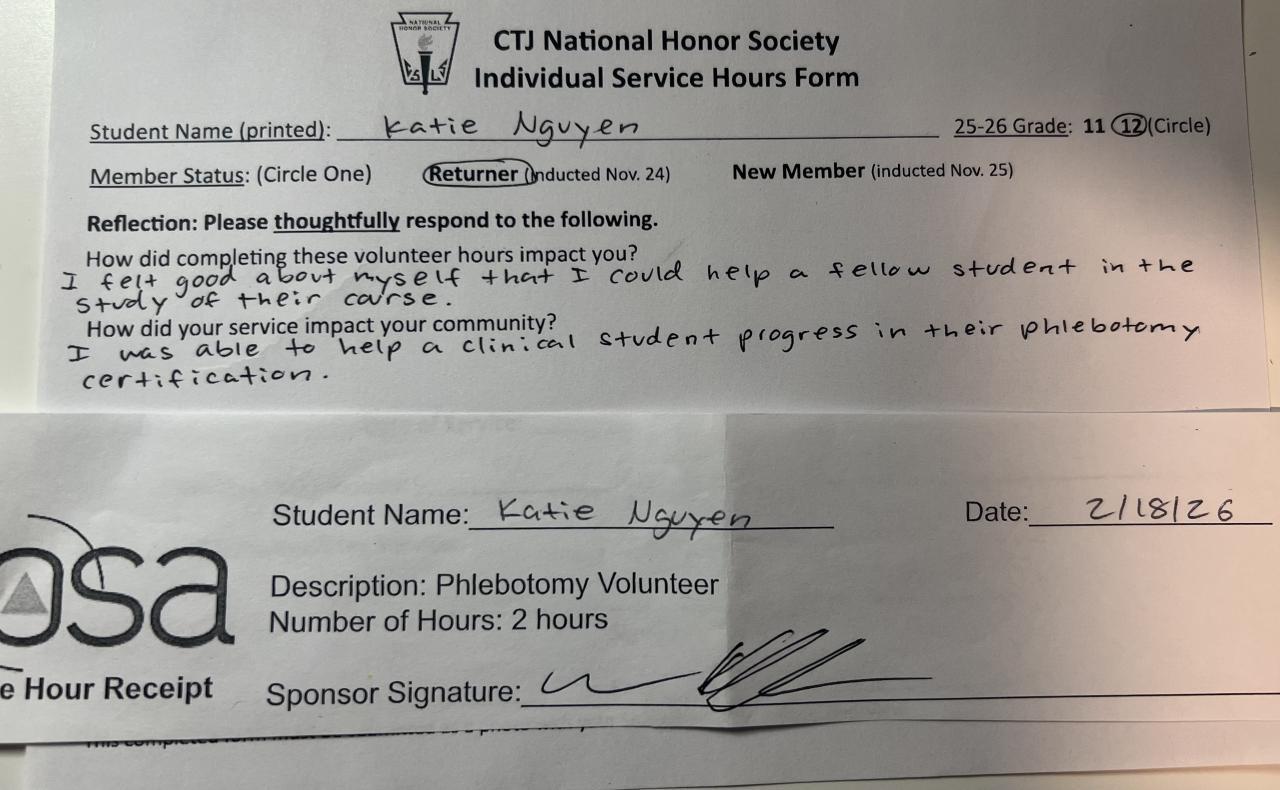 NATIONAL
HONOR SOCIETY
CTJ National Honor Society
Individual Service Hours Form
Student Name (printed): Katie Nguyen 25-26 Grade: 11 12 (Circle)
Member Status: (Circle One) Returner (inducted Nov. 24) New Member (inducted Nov. 25)
Reflection: Please thoughtfully respond to the following.
How did completing these volunteer hours impact you?
I felt good about myself that I could help a fellow student in the
study of their course.
How did your service impact your community?
I was able to help a clinical student progress in their phlebotomy
certification.
Student Name: Katie Nguyen Date: 2/18/26
osa
Description: Phlebotomy Volunteer
Number of Hours: 2 hours
e Hour Receipt
Sponsor Signature: